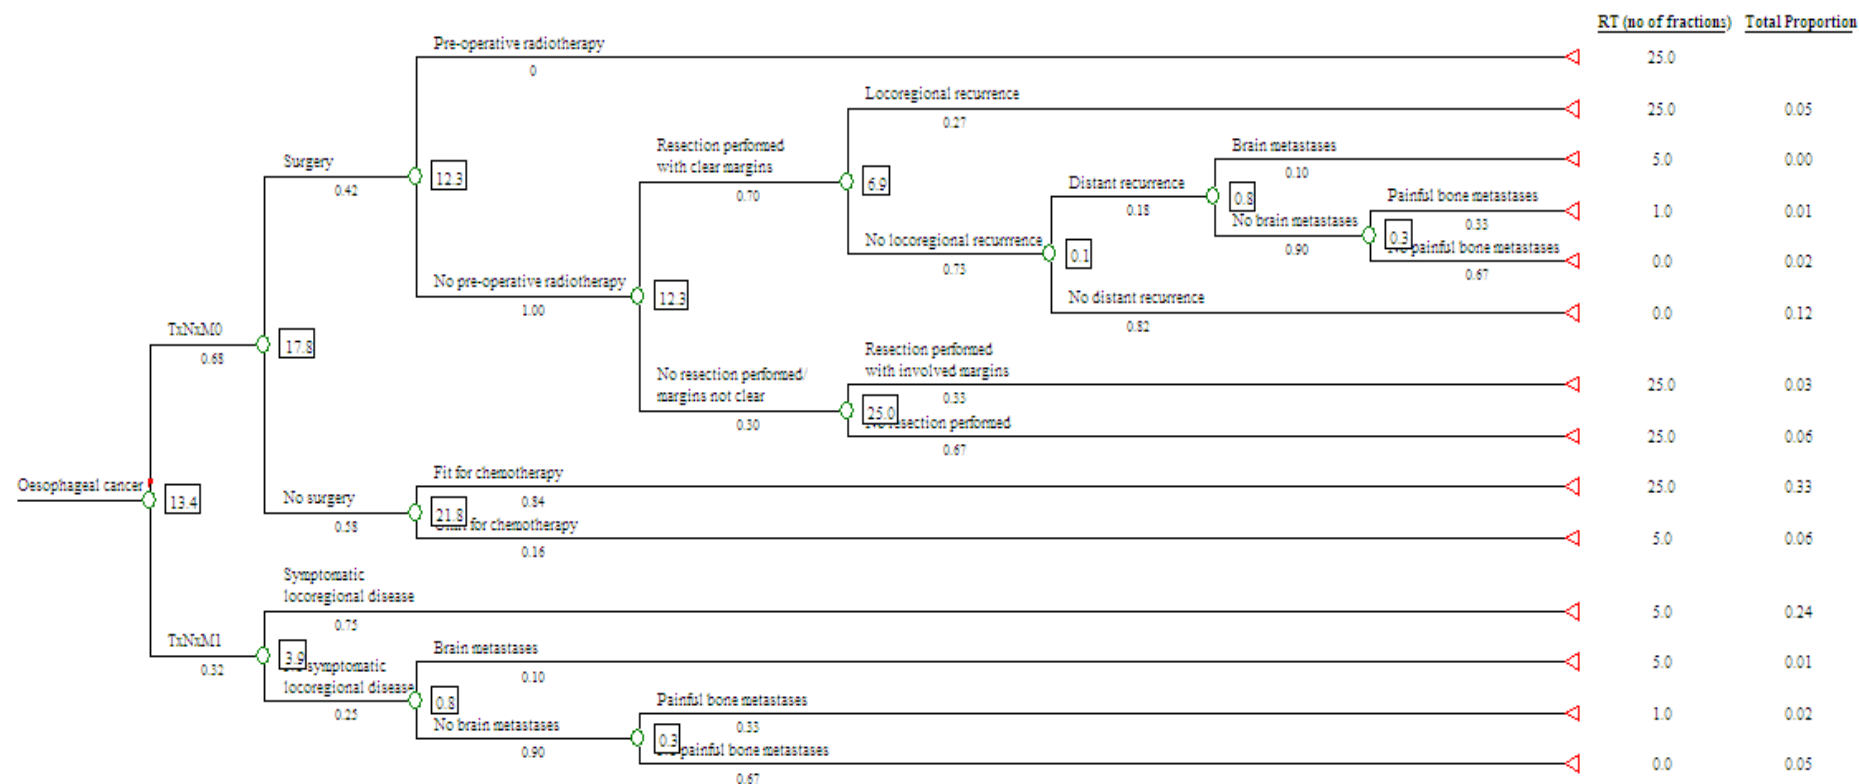 RT (no of fractions) Total Proportion
Pre-operative radiotherapy
0
25.0
Locoregional recurrence
0.27
25.0 0.05
Resection performed
with clear margins
0.70
Brain metastases
0.10
5.0 0.00
Surgery
0.42
12.3
6.9
Distant recurrence
0.18
0.8
Painful bone metastases
0.33
1.0 0.01
No brain metastases
0.90
0.3
No locoregional recurrrence
0.73
0.1
painful bone metastases
0.67
0.0 0.02
No pre-operative radiotherapy
1.00
12.3
No distant recurrence
0.82
0.0 0.12
TxNxM0
0.68
17.8
Resection performed
with involved margins
0.33
25.0 0.03
No resection performed/
margins not clear
0.30
25.0
resection performed
0.67
25.0 0.06
Fit for chemotherapy
0.84
25.0 0.33
Oesophageal cancer
13.4
No surgery
0.58
21.8
for chemotherapy
0.16
5.0 0.06
Symptomatic
locoregional disease
0.75
5.0 0.24
TxNxM1
0.32
3.9
symptomatic
locoregional disease
0.25
Brain metastases
0.10
5.0 0.01
0.8
Painful bone metastases
0.33
1.0 0.02
No brain metastases
0.90
0.3
painful bone metastases
0.67
0.0 0.05